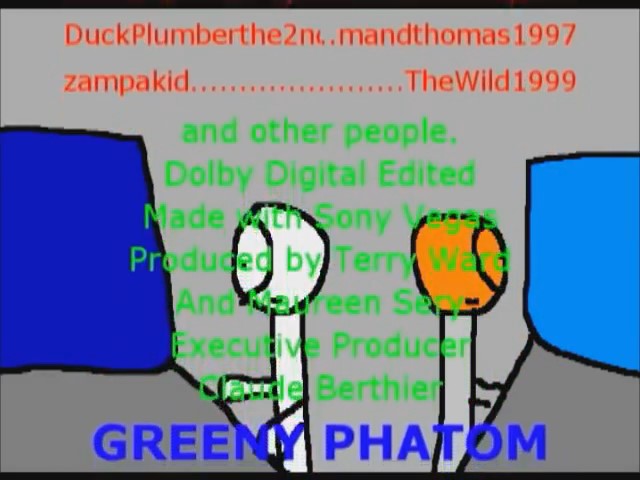 DuckPlumberthe2n..mandthomas1997
zampakid......................TheWild1999
and other people.
Dolby Digital Edited
Made with Sony Vegas
Produced by Terry Ward
And Maureen Sery
Executive Producer
Claude Berthier
GREENY PHATOM